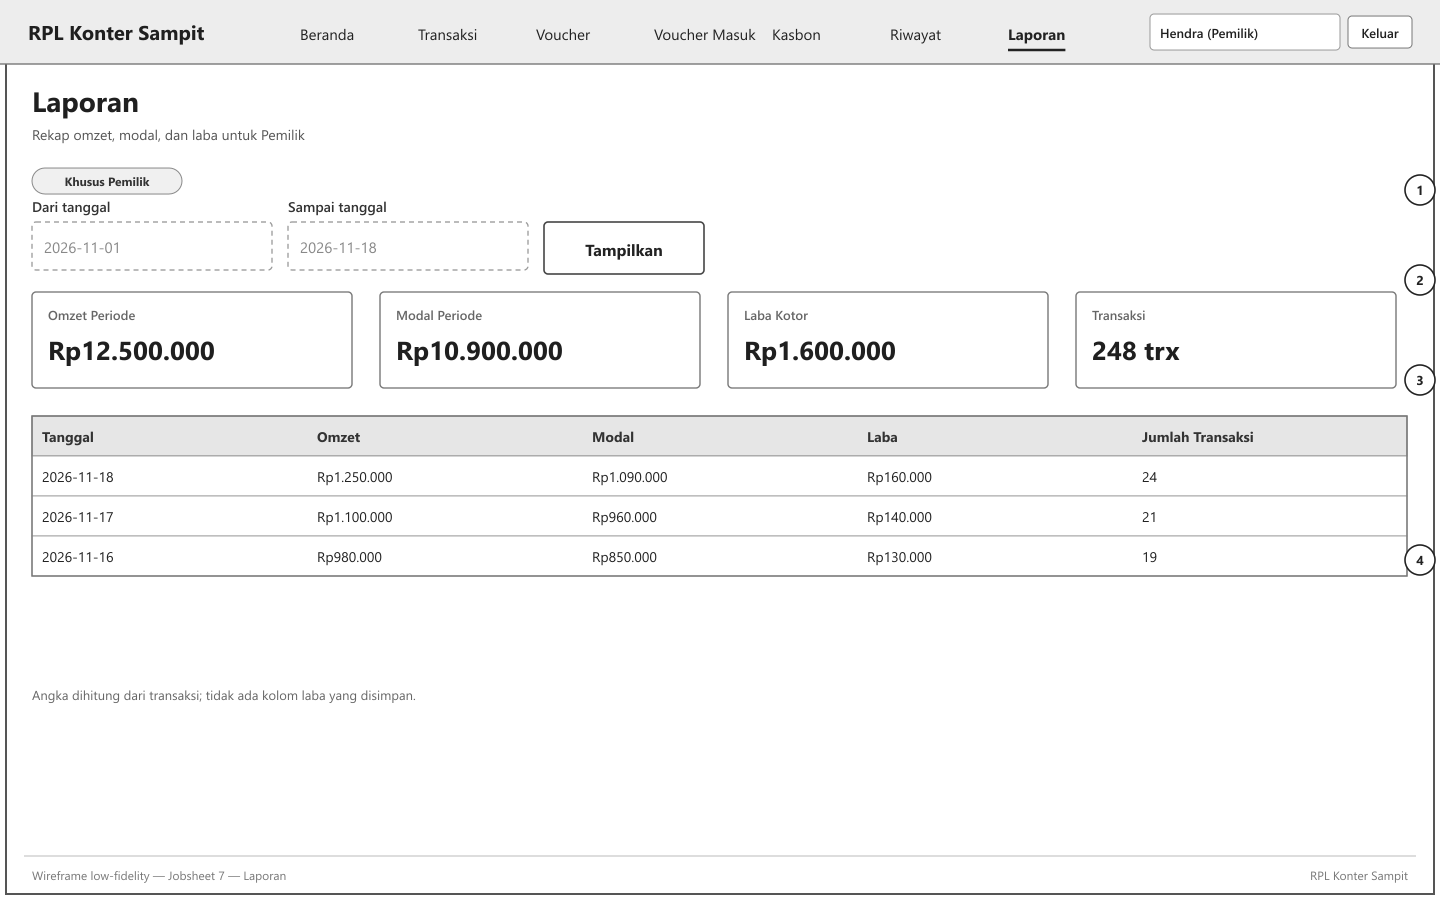 RPL Konter Sampit Beranda Transaksi Voucher Voucher Masuk Kasbon Riwayat Laporan Hendra (Pemilik) Keluar
Laporan
Rekap omzet, modal, dan laba untuk Pemilik
Khusus Pemilik
1
Dari tanggal Sampai tanggal
2026-11-01 2026-11-18 Tampilkan
2
Omzet Periode Modal Periode Laba Kotor Transaksi
Rp12.500.000 Rp10.900.000 Rp1.600.000 248 trx
3
Tanggal Omzet Modal Laba Jumlah Transaksi
2026-11-18 Rp1.250.000 Rp1.090.000 Rp160.000 24
2026-11-17 Rp1.100.000 Rp960.000 Rp140.000 21
2026-11-16 Rp980.000 Rp850.000 Rp130.000 19
4
Angka dihitung dari transaksi; tidak ada kolom laba yang disimpan.
Wireframe low-fidelity — Jobsheet 7 — Laporan RPL Konter Sampit